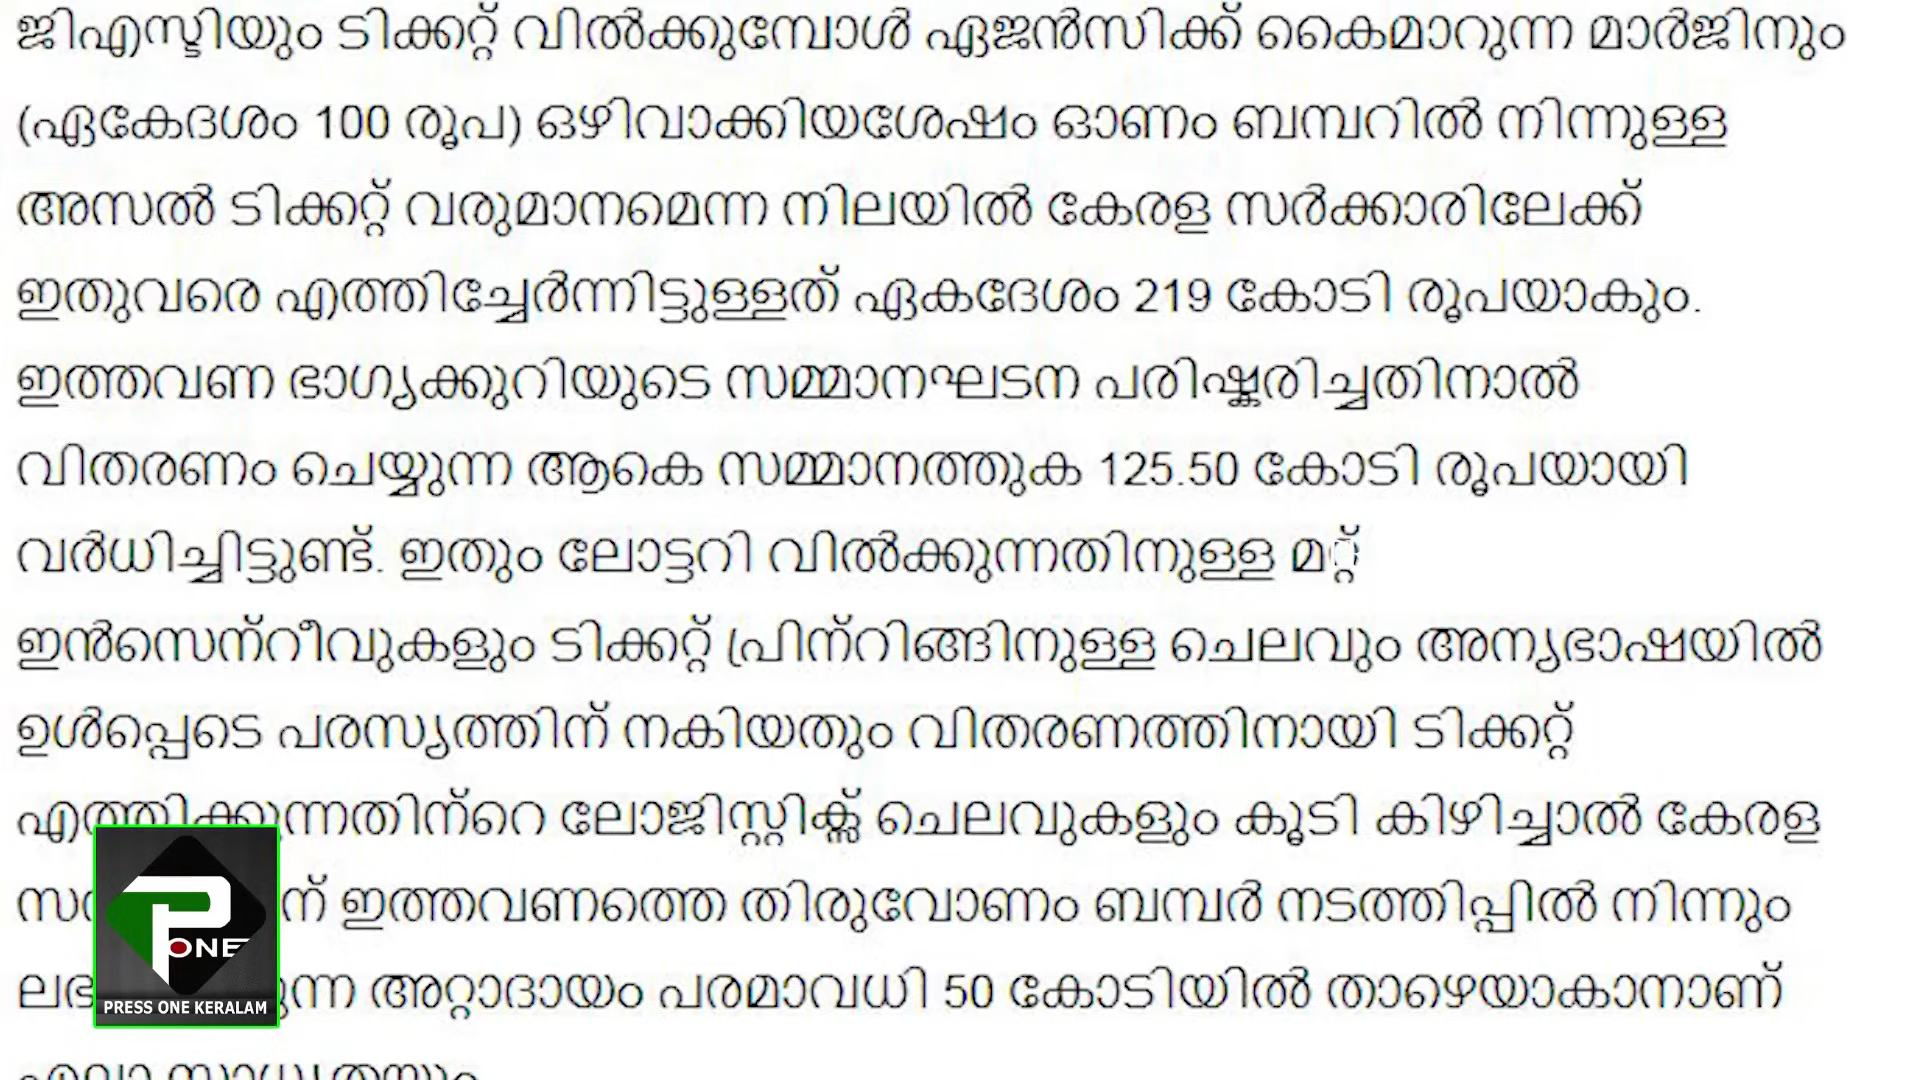 ജിഎസ്ടിയും ടിക്കറ്റ് വിൽക്കുമ്പോൾ ഏജൻസിക്ക് കൈമാറുന്ന മാർജിനും
(ഏകേദശം 100 രൂപ) ഒഴിവാക്കിയശേഷം ഓണം ബമ്പറിൽ നിന്നുള്ള
അസൽ ടിക്കറ്റ് വരുമാനമെന്ന നിലയിൽ കേരള സർക്കാരിലേക്ക്
ഇതുവരെ എത്തിച്ചേർന്നിട്ടുള്ളത് ഏകദേശം 219 കോടി രൂപയാകും.
ഇത്തവണ ഭാഗ്യക്കുറിയുടെ സമ്മാനഘടന പരിഷ്കരിച്ചതിനാൽ
വിതരണം ചെയ്യുന്ന ആകെ സമ്മാനത്തുക 125.50 കോടി രൂപയായി
വർധിച്ചിട്ടുണ്ട്. ഇതും ലോട്ടറി വിൽക്കുന്നതിനുള്ള മറ്റ്
ഇൻസെന്റീവുകളും ടിക്കറ്റ് പ്രിന്റിങ്ങിനുള്ള ചെലവും അന്യഭാഷയിൽ
ഉൾപ്പെടെ പരസ്യത്തിന് നകിയതും വിതരണത്തിനായി ടിക്കറ്റ്
എത്തിക്കുന്നതിന്റെ ലോജിസ്റ്റിക്സ് ചെലവുകളും കൂടി കിഴിച്ചാൽ കേരള
ഇത്തവണത്തെ തിരുവോണം ബമ്പർ നടത്തിപ്പിൽ നിന്നും
അറ്റാദായം പരമാവധി 50 കോടിയിൽ താഴെയാകാനാണ്
P ONE
PRESS ONE KERALAM